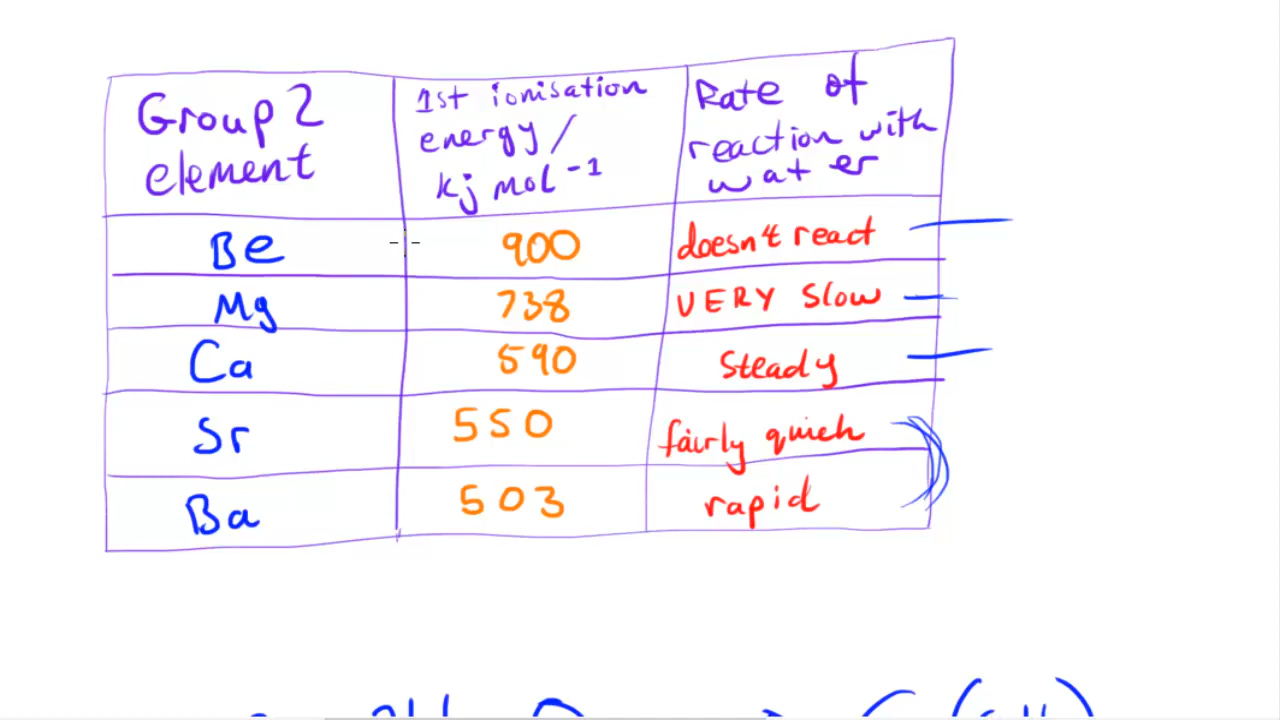 Group 2
element
1st ionisation
energy/
kj mol⁻¹
Rate of
reaction with
water
Be
900
doesn't react
Mg
738
VERY slow
Ca
590
steady
Sr
550
fairly quick
Ba
503
rapid